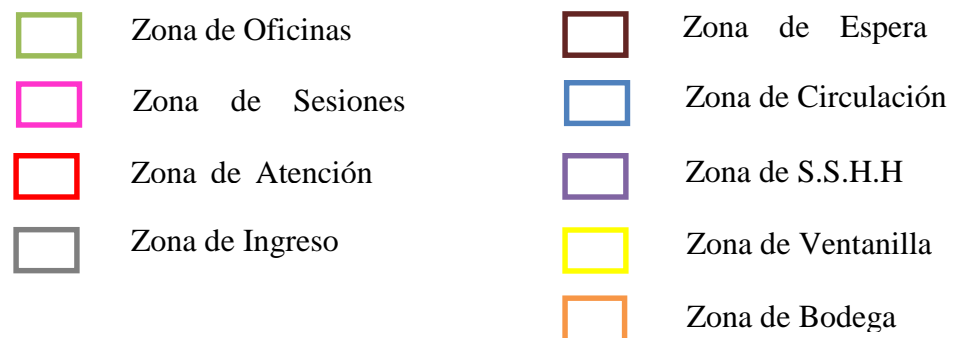 Zona de Oficinas
Zona de Sesiones
Zona de Atención
Zona de Ingreso
Zona de Espera
Zona de Circulación
Zona de S.S.H.H
Zona de Ventanilla
Zona de Bodega